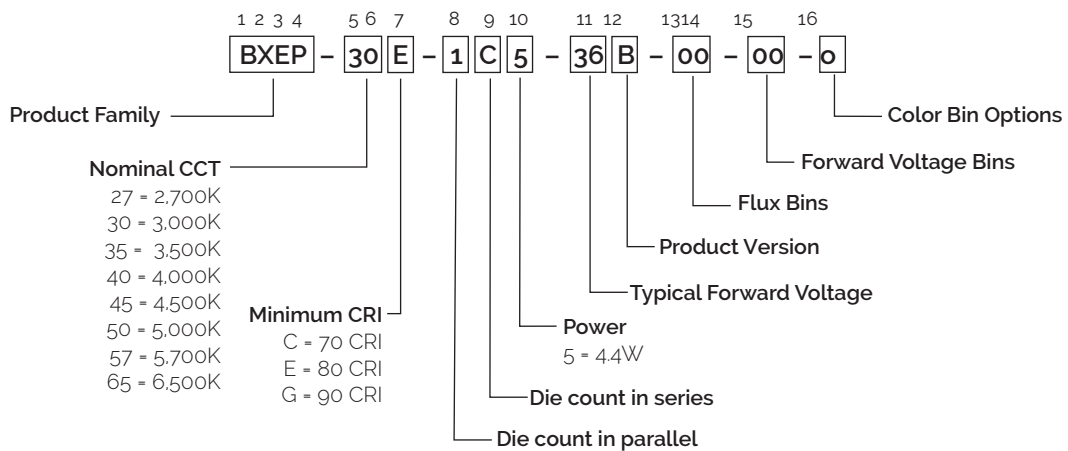 1 2 3 4 5 6 7 8 9 10 11 12 1314 15 16
BXEP – 30 E – 1 C 5 – 36 B – 00 – 00 – 0
Product Family
Color Bin Options
Nominal CCT
27 = 2,700K
30 = 3,000K
35 = 3,500K
40 = 4,000K
45 = 4,500K
50 = 5,000K
57 = 5,700K
65 = 6,500K
Forward Voltage Bins
Flux Bins
Product Version
Typical Forward Voltage
Minimum CRI
C = 70 CRI
E = 80 CRI
G = 90 CRI
Power
5 = 4.4W
Die count in series
Die count in parallel